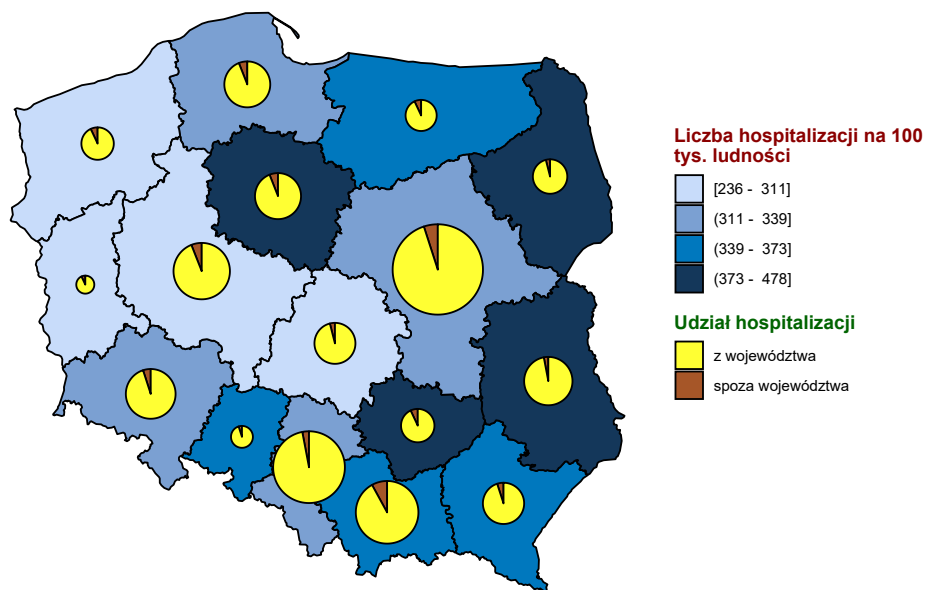 Liczba hospitalizacji na 100
tys. ludności
[236 -  311]
(311 -  339]
(339 -  373]
(373 -  478]
Udział hospitalizacji
z województwa
spoza województwa